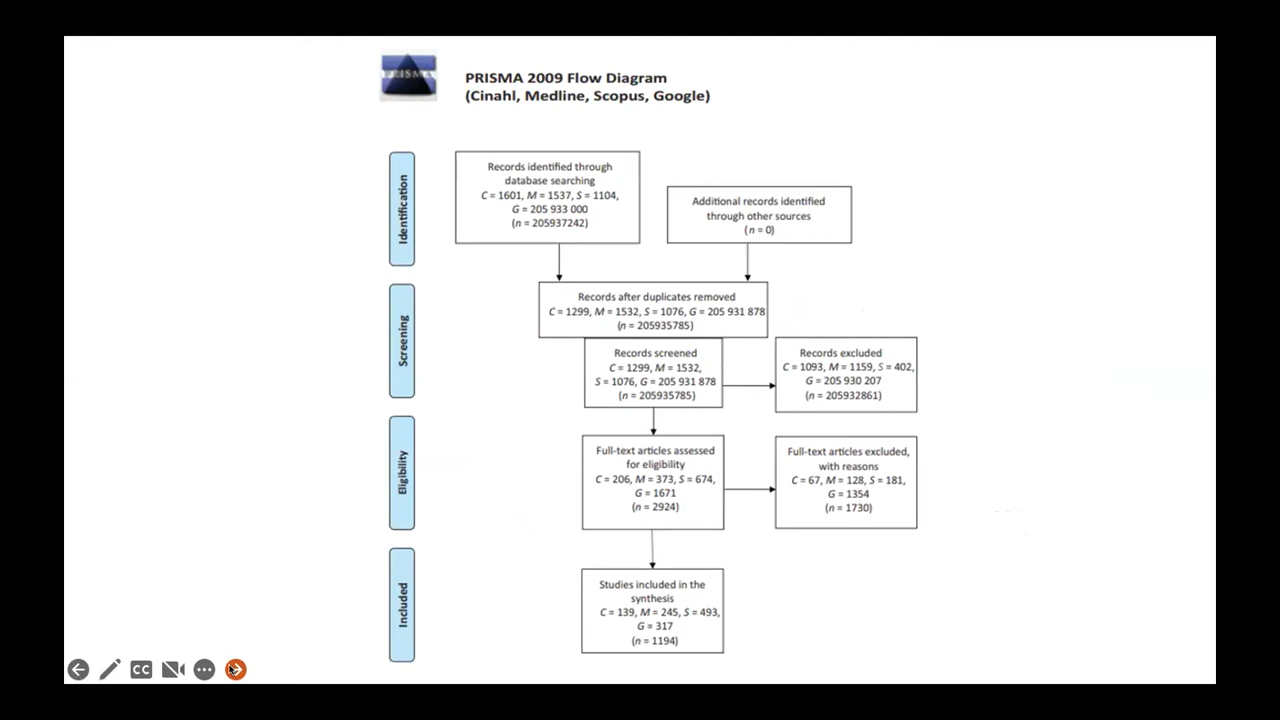 PRISMA
PRISMA 2009 Flow Diagram
(Cinahl, Medline, Scopus, Google)
Identification
Records identified through
database searching
C = 1601, M = 1537, S = 1104,
G = 205 933 000
(n = 205937242)
Additional records identified
through other sources
(n = 0)
Screening
Records after duplicates removed
C = 1299, M = 1532, S = 1076, G = 205 931 878
(n = 205935785)
Records screened
C = 1299, M = 1532,
S = 1076, G = 205 931 878
(n = 205935785)
Records excluded
C = 1093, M = 1159, S = 402,
G = 205 930 207
(n = 205932861)
Eligibility
Full-text articles assessed
for eligibility
C = 206, M = 373, S = 674,
G = 1671
(n = 2924)
Full-text articles excluded,
with reasons
C = 67, M = 128, S = 181,
G = 1354
(n = 1730)
Included
Studies included in the
synthesis
C = 139, M = 245, S = 493,
G = 317
(n = 1194)
CC